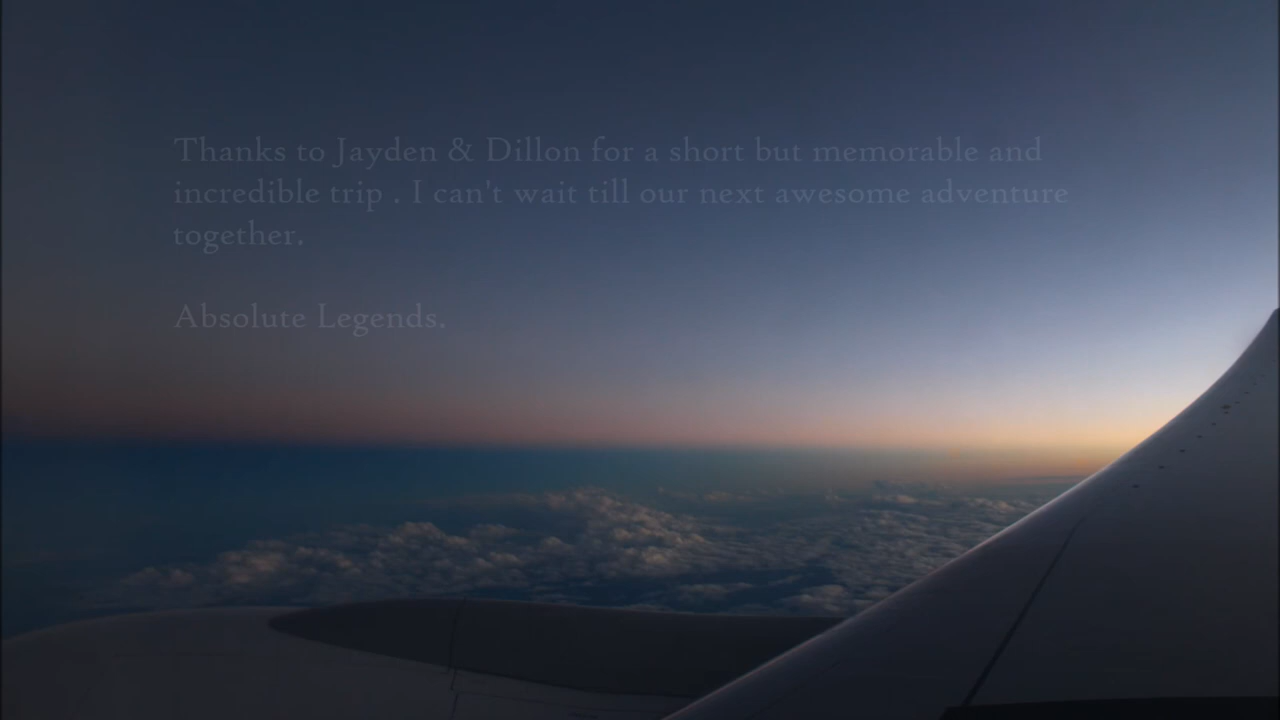 Thanks to Jayden & Dillon for a short but memorable and
incredible trip . I can't wait till our next awesome adventure
together.
Absolute Legends.